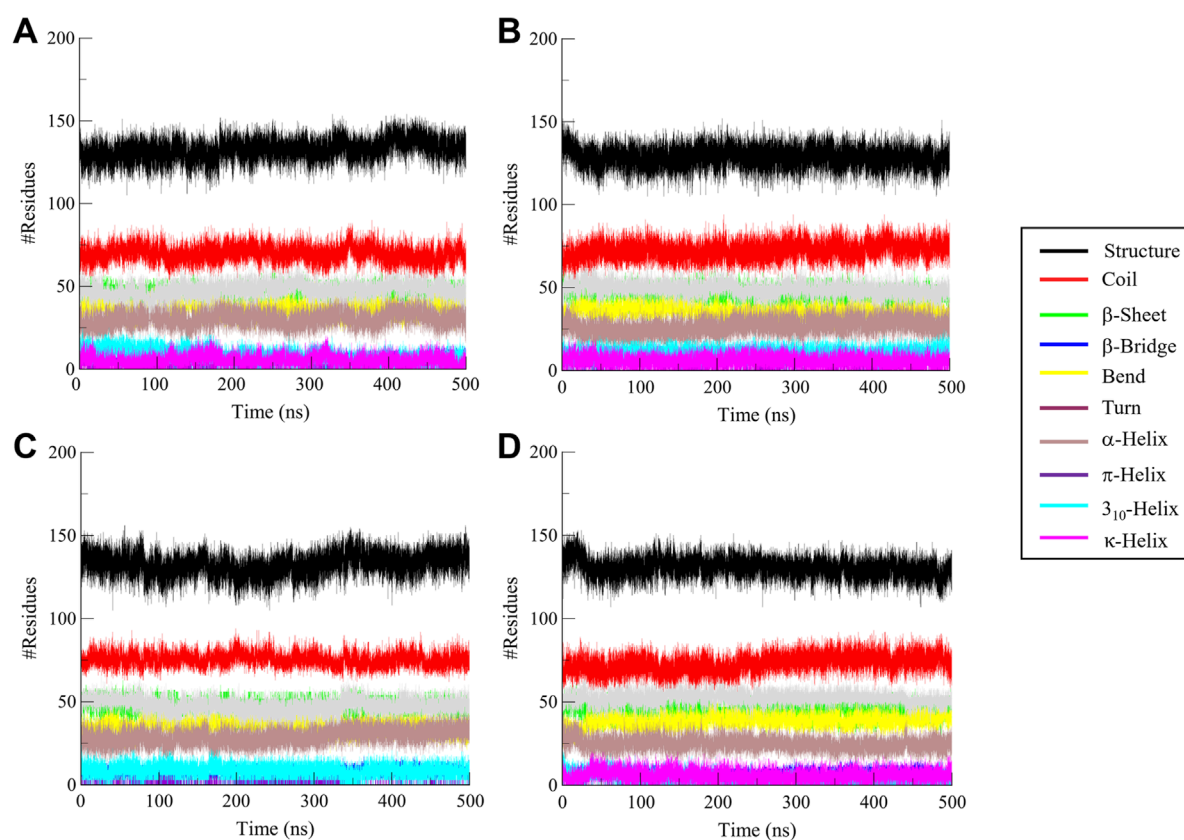 A
B
200
150
100
50
0
#Residues
0 100 200 300 400 500
Time (ns)
200
150
100
50
0
#Residues
0 100 200 300 400 500
Time (ns)
Structure
Coil
β-Sheet
β-Bridge
Bend
Turn
α-Helix
π-Helix
3₁₀-Helix
κ-Helix
C
D
200
150
100
50
0
#Residues
0 100 200 300 400 500
Time (ns)
200
150
100
50
0
#Residues
0 100 200 300 400 500
Time (ns)